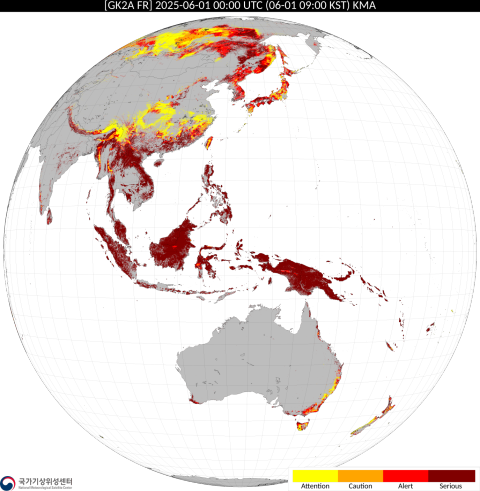 [GK2A FR] 2025-06-01 00:00 UTC (06-01 09:00 KST) KMA
Attention Caution Alert Serious
국가기상위성센터
National Meteorological Satellite Center